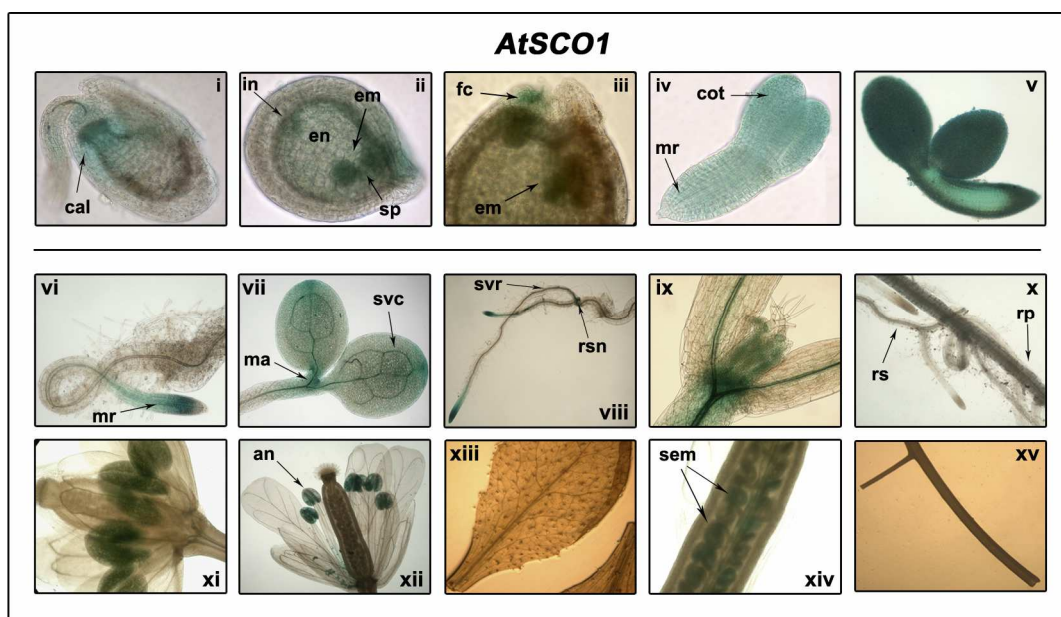 AtSCO1
i
cal
ii
in
em
en
sp
iii
fc
em
iv
cot
mr
v
vi
mr
vii
svc
ma
viii
svr
rsn
ix
x
rp
rs
xi
xii
an
xiii
xiv
sem
xv